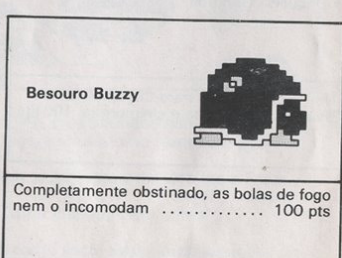 Besouro Buzzy
Completamente obstinado, as bolas de fogo
nem o incomodam ............. 100 pts